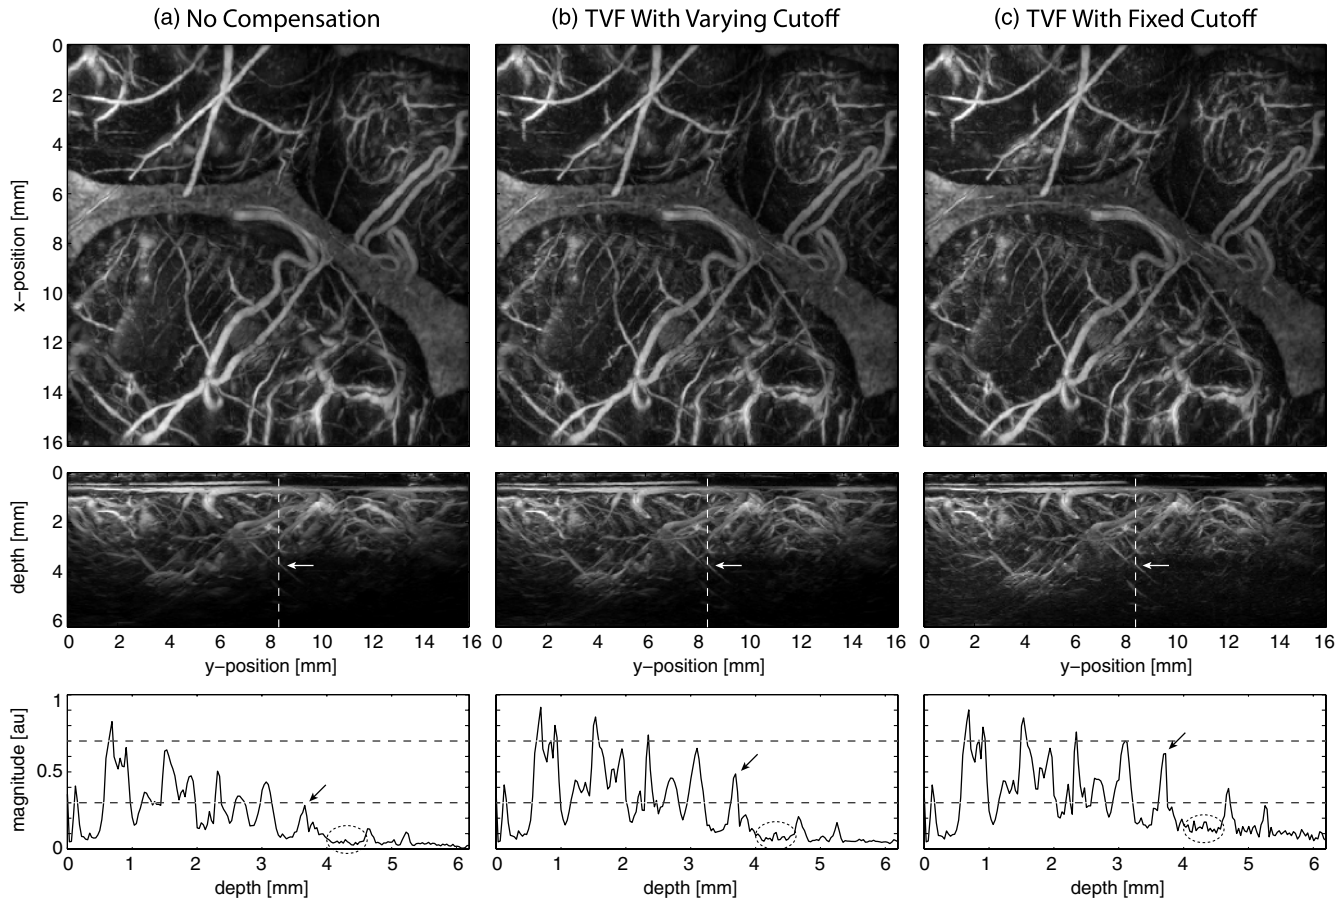 (a) No Compensation
(b) TVF With Varying Cutoff
(c) TVF With Fixed Cutoff
x−position [mm]
0
2
4
6
8
10
12
14
16
depth [mm]
0
2
4
6
0 2 4 6 8 10 12 14 16
0 2 4 6 8 10 12 14 16
0 2 4 6 8 10 12 14 16
y−position [mm]
y−position [mm]
y−position [mm]
magnitude [au]
1
0.5
0
0 1 2 3 4 5 6
0 1 2 3 4 5 6
0 1 2 3 4 5 6
depth [mm]
depth [mm]
depth [mm]